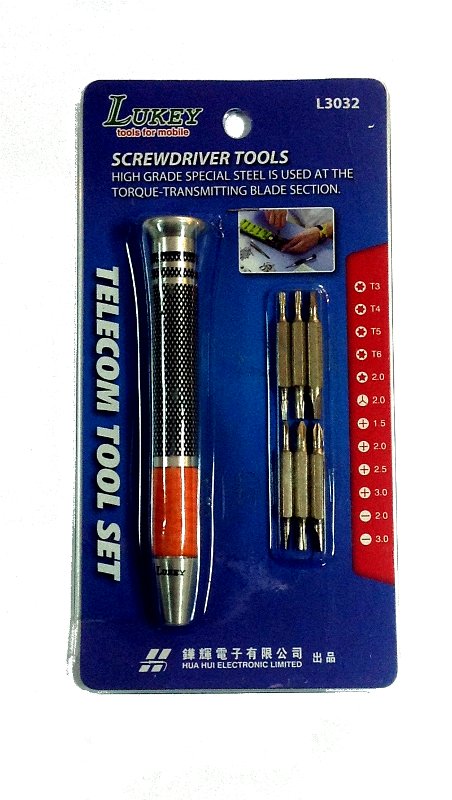 LUKEY
tools for mobile
L3032
SCREWDRIVER TOOLS
HIGH GRADE SPECIAL STEEL IS USED AT THE
TORQUE-TRANSMITTING BLADE SECTION.
TELECOM TOOL SET
T3
T4
T5
T6
2.0
2.0
1.5
2.0
2.5
3.0
2.0
3.0
LUKEY
鏵輝電子有限公司 出品
HUA HUI ELECTRONIC LIMITED